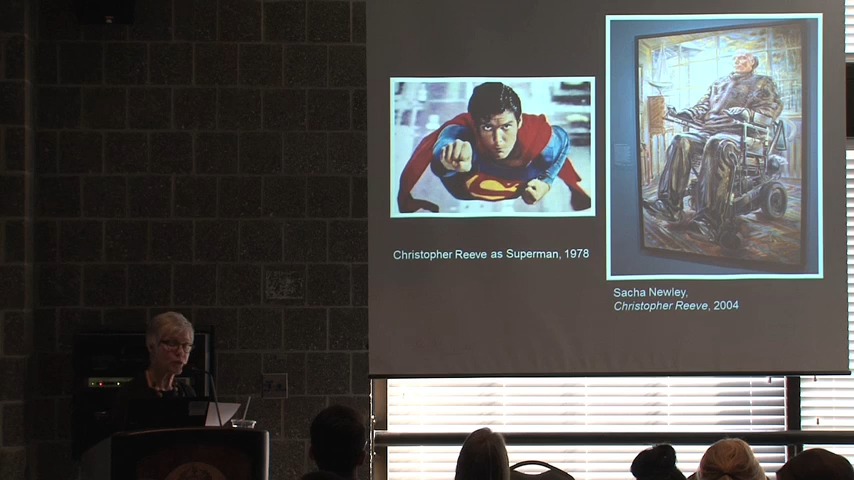 Christopher Reeve as Superman, 1978
Sacha Newley,
Christopher Reeve, 2004